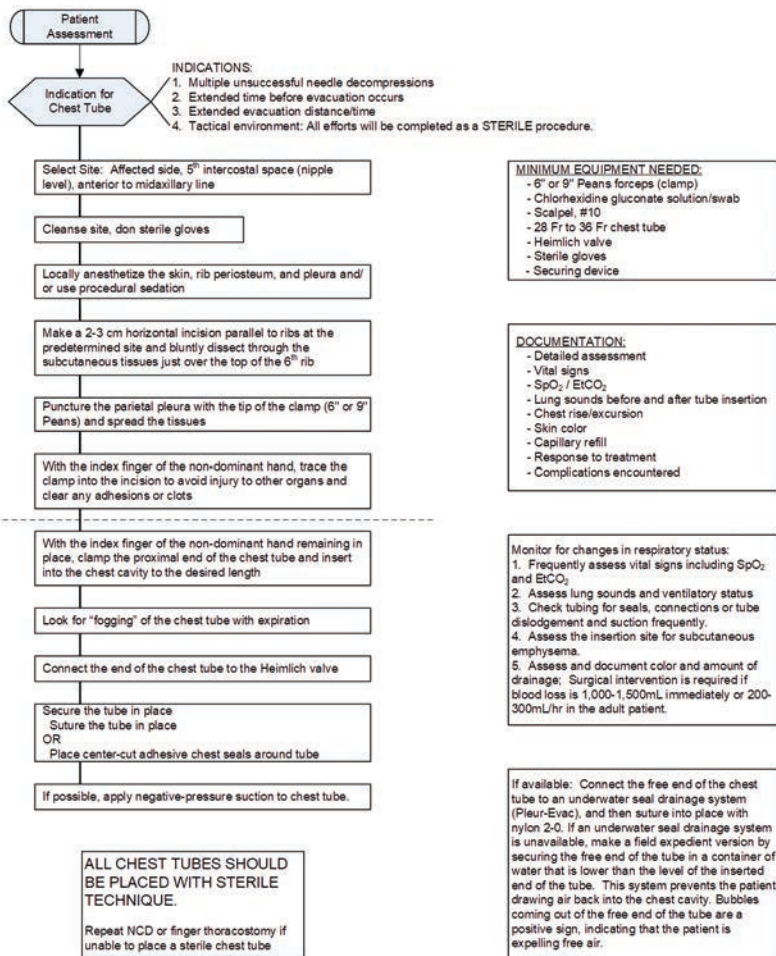 Patient
Assessment
INDICATIONS:
1. Multiple unsuccessful needle decompressions
2. Extended time before evacuation occurs
3. Extended evacuation distance/time
4. Tactical environment: All efforts will be completed as a STERILE procedure.
Indication for
Chest Tube
Select Site: Affected side, 5th intercostal space (nipple
level), anterior to midaxillary line
Cleanse site, don sterile gloves
Locally anesthetize the skin, rib periosteum, and pleura and/
or use procedural sedation
Make a 2-3 cm horizontal incision parallel to ribs at the
predetermined site and bluntly dissect through the
subcutaneous tissues just over the top of the 6th rib
Puncture the parietal pleura with the tip of the clamp (6" or 9"
Peans) and spread the tissues
With the index finger of the non-dominant hand, trace the
clamp into the incision to avoid injury to other organs and
clear any adhesions or clots
With the index finger of the non-dominant hand remaining in
place, clamp the proximal end of the chest tube and insert
into the chest cavity to the desired length
Look for "fogging" of the chest tube with expiration
Connect the end of the chest tube to the Heimlich valve
Secure the tube in place
Suture the tube in place
OR
Place center-cut adhesive chest seals around tube
If possible, apply negative-pressure suction to chest tube.
ALL CHEST TUBES SHOULD
BE PLACED WITH STERILE
TECHNIQUE.
Repeat NCD or finger thoracostomy if
unable to place a sterile chest tube
MINIMUM EQUIPMENT NEEDED:
- 6" or 9" Peans forceps (clamp)
- Chlorhexidine gluconate solution/swab
- Scalpel, #10
- 28 Fr to 36 Fr chest tube
- Heimlich valve
- Sterile gloves
- Securing device
DOCUMENTATION:
- Detailed assessment
- Vital signs
- SpO2 / EtCO2
- Lung sounds before and after tube insertion
- Chest rise/excursion
- Skin color
- Capillary refill
- Response to treatment
- Complications encountered
Monitor for changes in respiratory status:
1. Frequently assess vital signs including SpO2
and EtCO2
2. Assess lung sounds and ventilatory status
3. Check tubing for seals, connections or tube
dislodgement and suction frequently.
4. Assess the insertion site for subcutaneous
emphysema.
5. Assess and document color and amount of
drainage; Surgical intervention is required if
blood loss is 1,000-1,500mL immediately or 200-
300mL/hr in the adult patient.
If available: Connect the free end of the chest
tube to an underwater seal drainage system
(Pleur-Evac), and then suture into place with
nylon 2-0. If an underwater seal drainage system
is unavailable, make a field expedient version by
securing the free end of the tube in a container of
water that is lower than the level of the inserted
end of the tube. This system prevents the patient
drawing air back into the chest cavity. Bubbles
coming out of the free end of the tube are a
positive sign, indicating that the patient is
expelling free air.